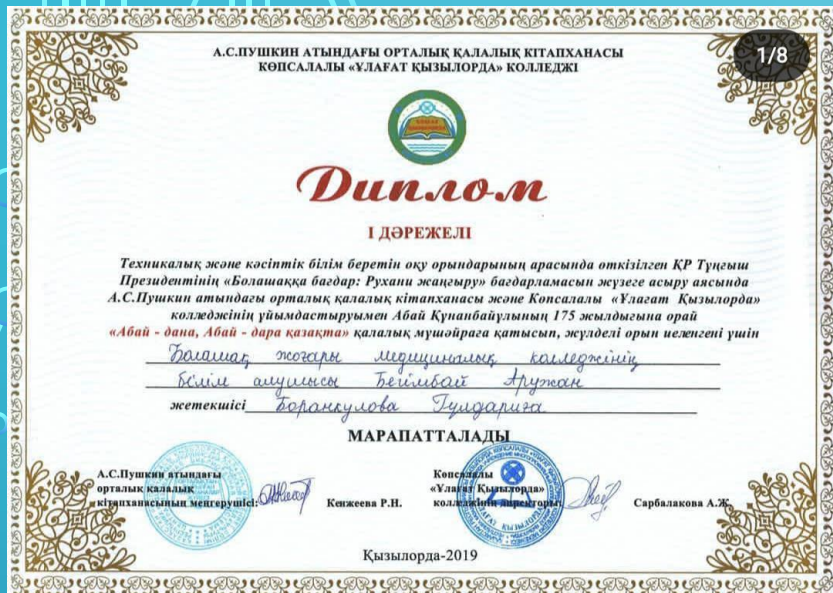 А.С.ПУШКИН АТЫНДАҒЫ ОРТАЛЫҚ ҚАЛАЛЫҚ КІТАПХАНАСЫ
КӨПСАЛАЛЫ «ҰЛАҒАТ ҚЫЗЫЛОРДА» КОЛЛЕДЖІ
1/8
Диплом
І ДӘРЕЖЕЛІ
Техникалық және кәсіптік білім беретін оқу орындарының арасында өткізілген ҚР Тұңғыш
Президентінің «Болашаққа бағдар: Рухани жаңғыру» бағдарламасын жүзеге асыру аясында
А.С.Пушкин атындағы орталық қалалық кітапханасы және Көпсалалы «Ұлағат Қызылорда»
колледжінің ұйымдастыруымен Абай Құнанбайұлының 175 жылдығына орай
«Абай - дана, Абай - дара қазақта» қалалық мүшәйраға қатысып, жүлделі орын иеленгені үшін
Болашақ жоғары медициналық колледжінің
білім алушысы Бегімбай Аружан
жетекшісі Боранкулова Гулдариға
МАРАПАТТАЛАДЫ
А.С.Пушкин атындағы
орталық қалалық
кітапханасының меңгерушісі: Кенжеева Р.Н.
Көпсалалы
«Ұлағат Қызылорда»
колледжінің директоры: Сарбалакова А.Ж.
Қызылорда-2019